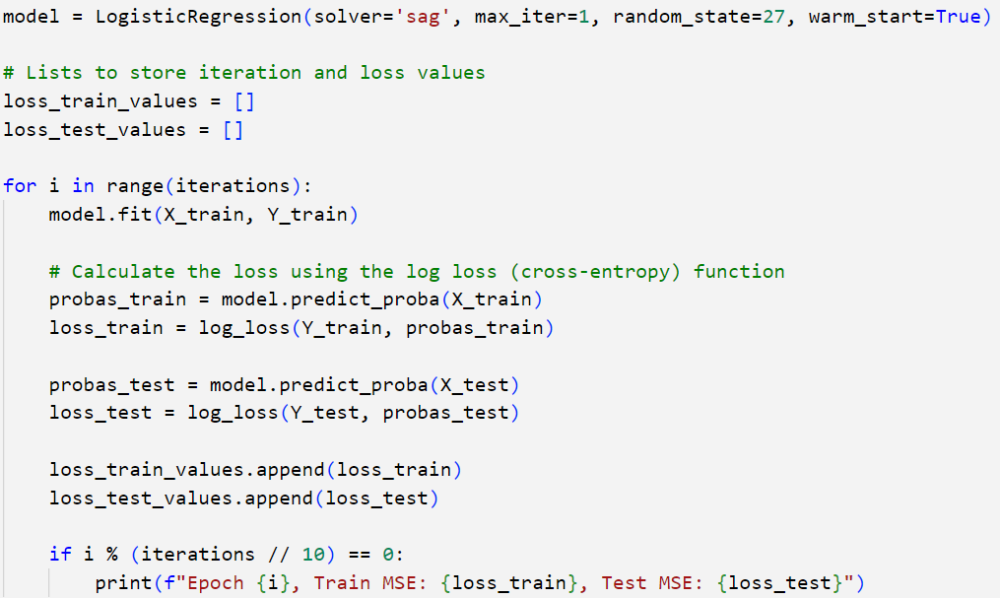 model = LogisticRegression(solver='sag', max_iter=1, random_state=27, warm_start=True)
# Lists to store iteration and loss values
loss_train_values = []
loss_test_values = []
for i in range(iterations):
    model.fit(X_train, Y_train)
    # Calculate the loss using the log loss (cross-entropy) function
    probas_train = model.predict_proba(X_train)
    loss_train = log_loss(Y_train, probas_train)
    probas_test = model.predict_proba(X_test)
    loss_test = log_loss(Y_test, probas_test)
    loss_train_values.append(loss_train)
    loss_test_values.append(loss_test)
    if i % (iterations // 10) == 0:
        print(f"Epoch {i}, Train MSE: {loss_train}, Test MSE: {loss_test}")